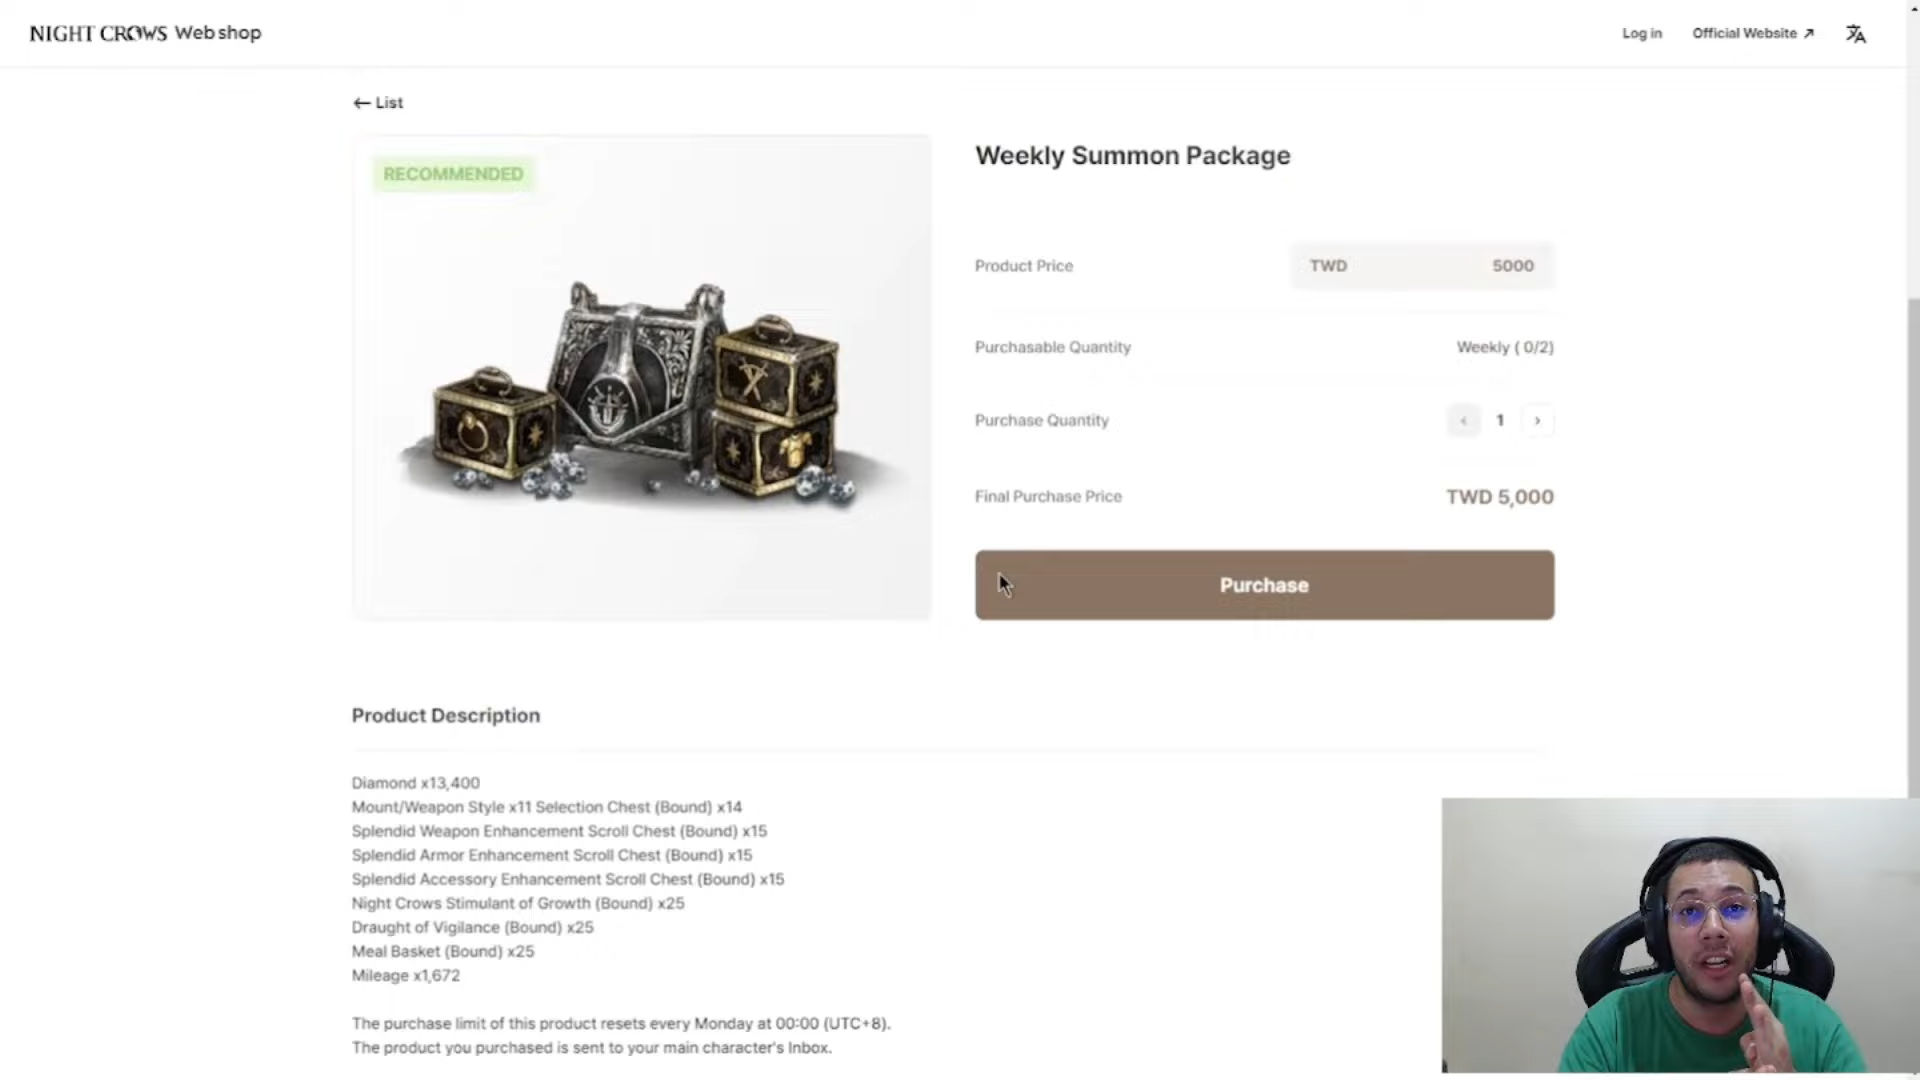 NIGHT CROWS Web shop
Log in
Official Website
← List
RECOMMENDED
Weekly Summon Package
Product Price
TWD 5000
Purchasable Quantity
Weekly ( 0/2)
Purchase Quantity
< 1 >
Final Purchase Price
TWD 5,000
Purchase
Product Description
Diamond x13,400
Mount/Weapon Style x11 Selection Chest (Bound) x14
Splendid Weapon Enhancement Scroll Chest (Bound) x15
Splendid Armor Enhancement Scroll Chest (Bound) x15
Splendid Accessory Enhancement Scroll Chest (Bound) x15
Night Crows Stimulant of Growth (Bound) x25
Draught of Vigilance (Bound) x25
Meal Basket (Bound) x25
Mileage x1,672
The purchase limit of this product resets every Monday at 00:00 (UTC+8).
The product you purchased is sent to your main character's Inbox.